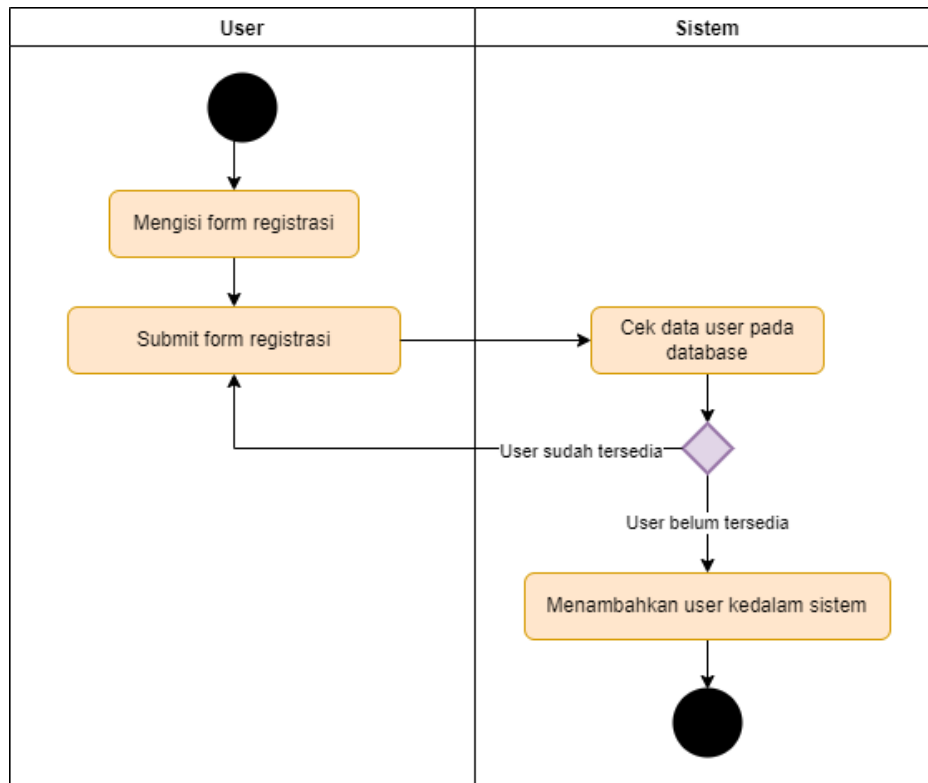 User
Sistem
Mengisi form registrasi
Submit form registrasi
Cek data user pada
database
User sudah tersedia
User belum tersedia
Menambahkan user kedalam sistem